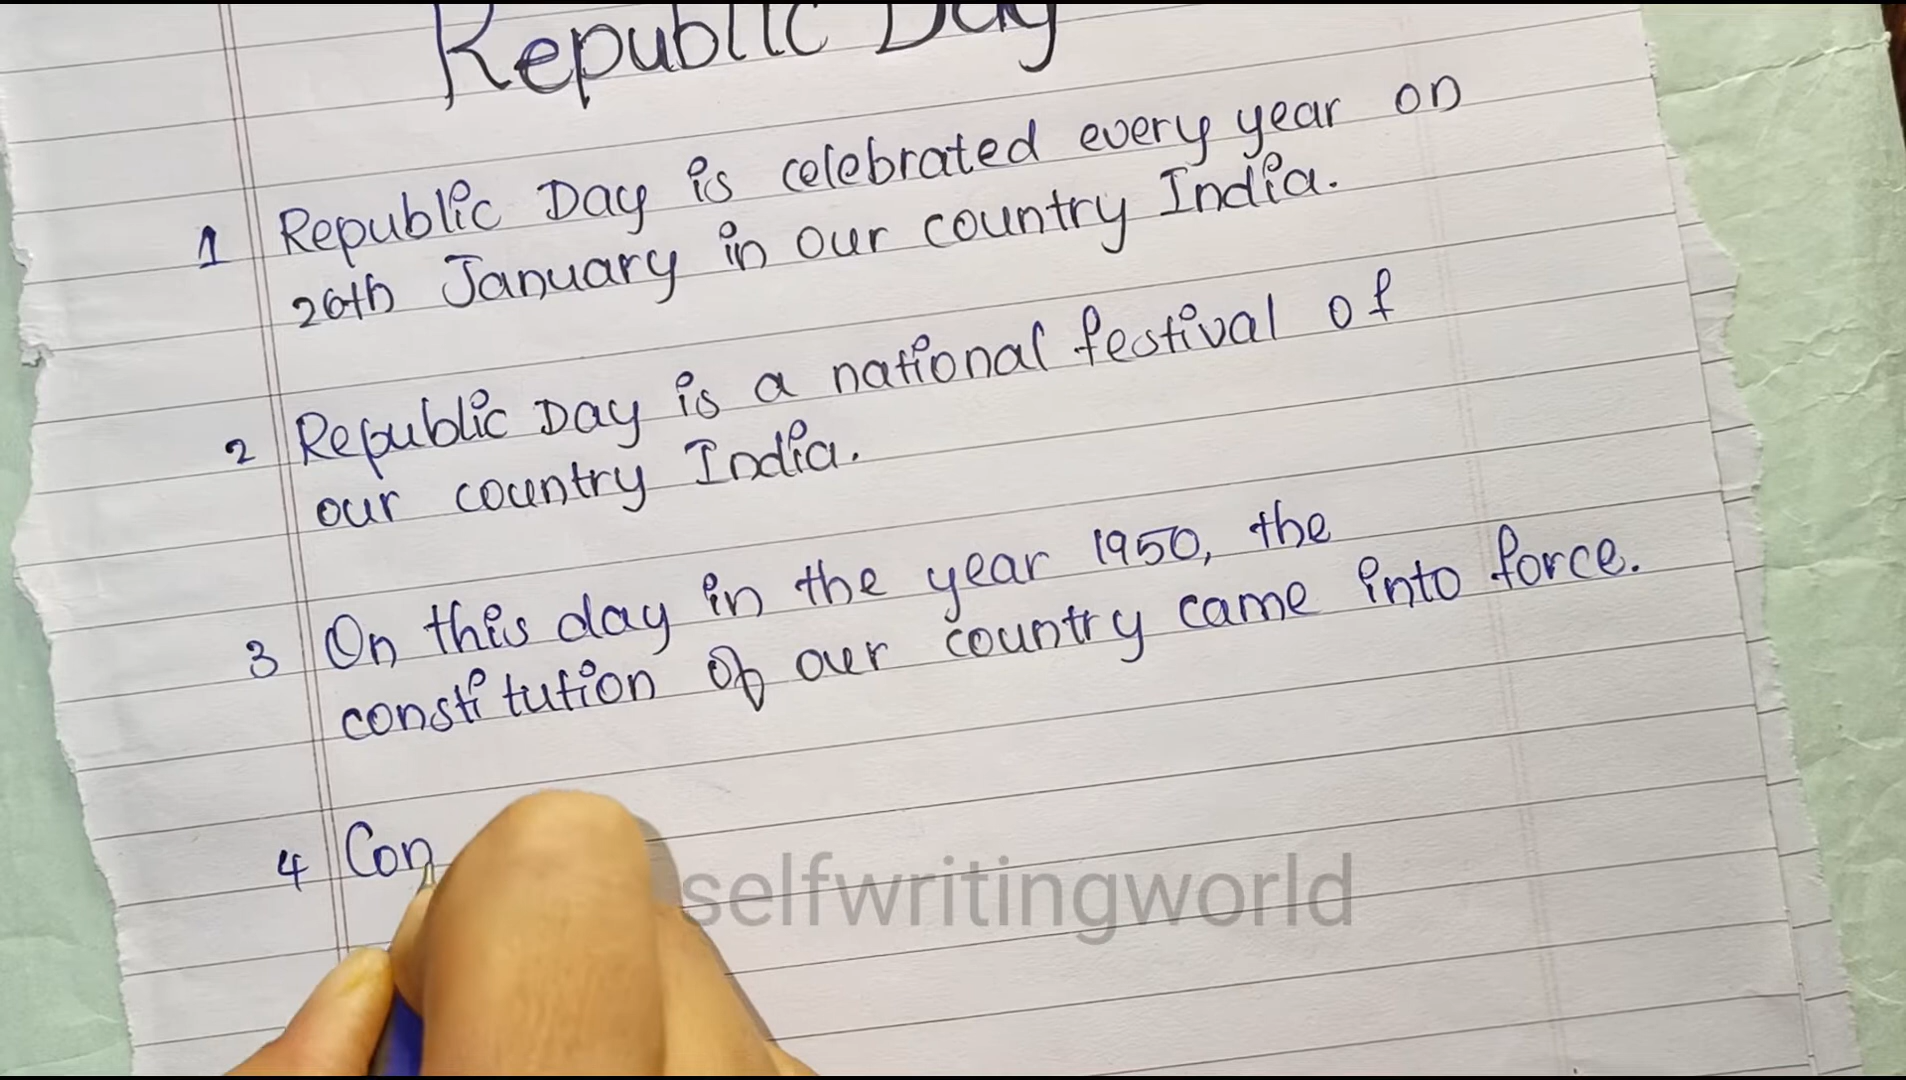 Republic Day
1 Republic Day is celebrated every year on
26th January in our country India.
2 Republic Day is a national festival of
our country India.
3 On this day in the year 1950, the
constitution of our country came into force.
4 Con
selfwritingworld